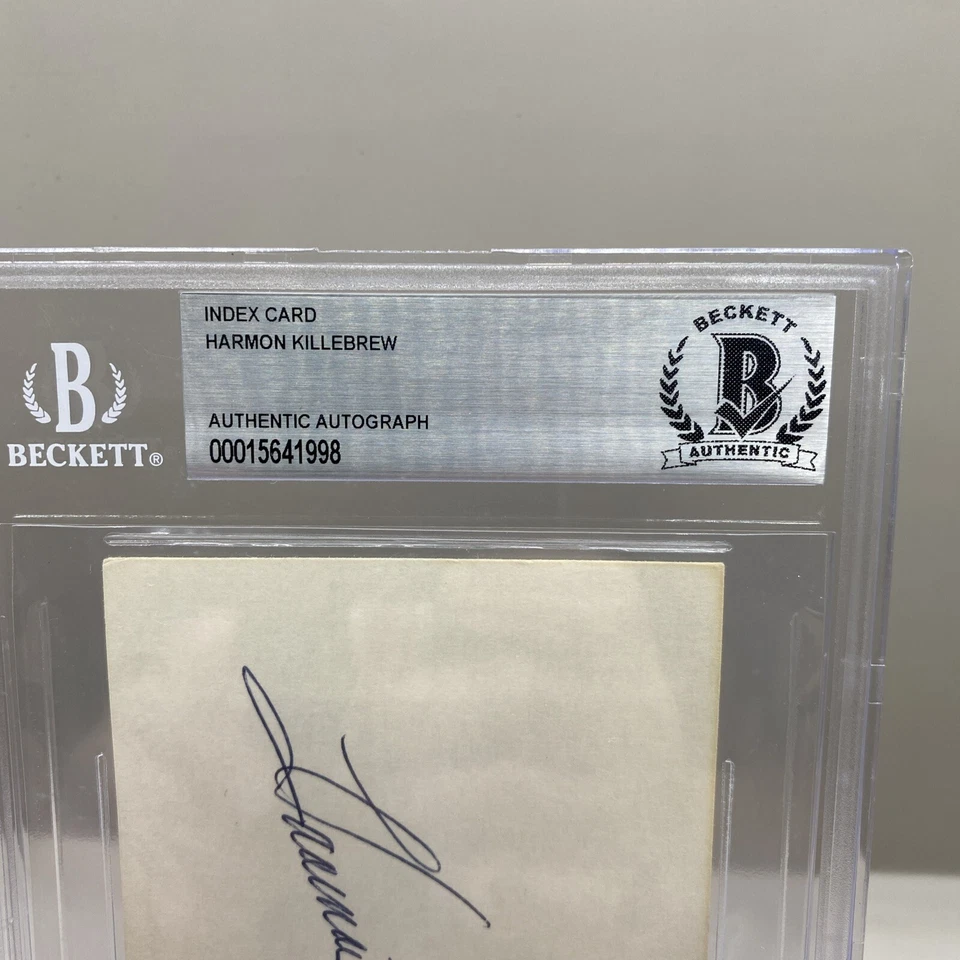 INDEX CARD
HARMON KILLEBREW
AUTHENTIC AUTOGRAPH
00015641998
B
BECKETT®
BECKETT
B
AUTHENTIC